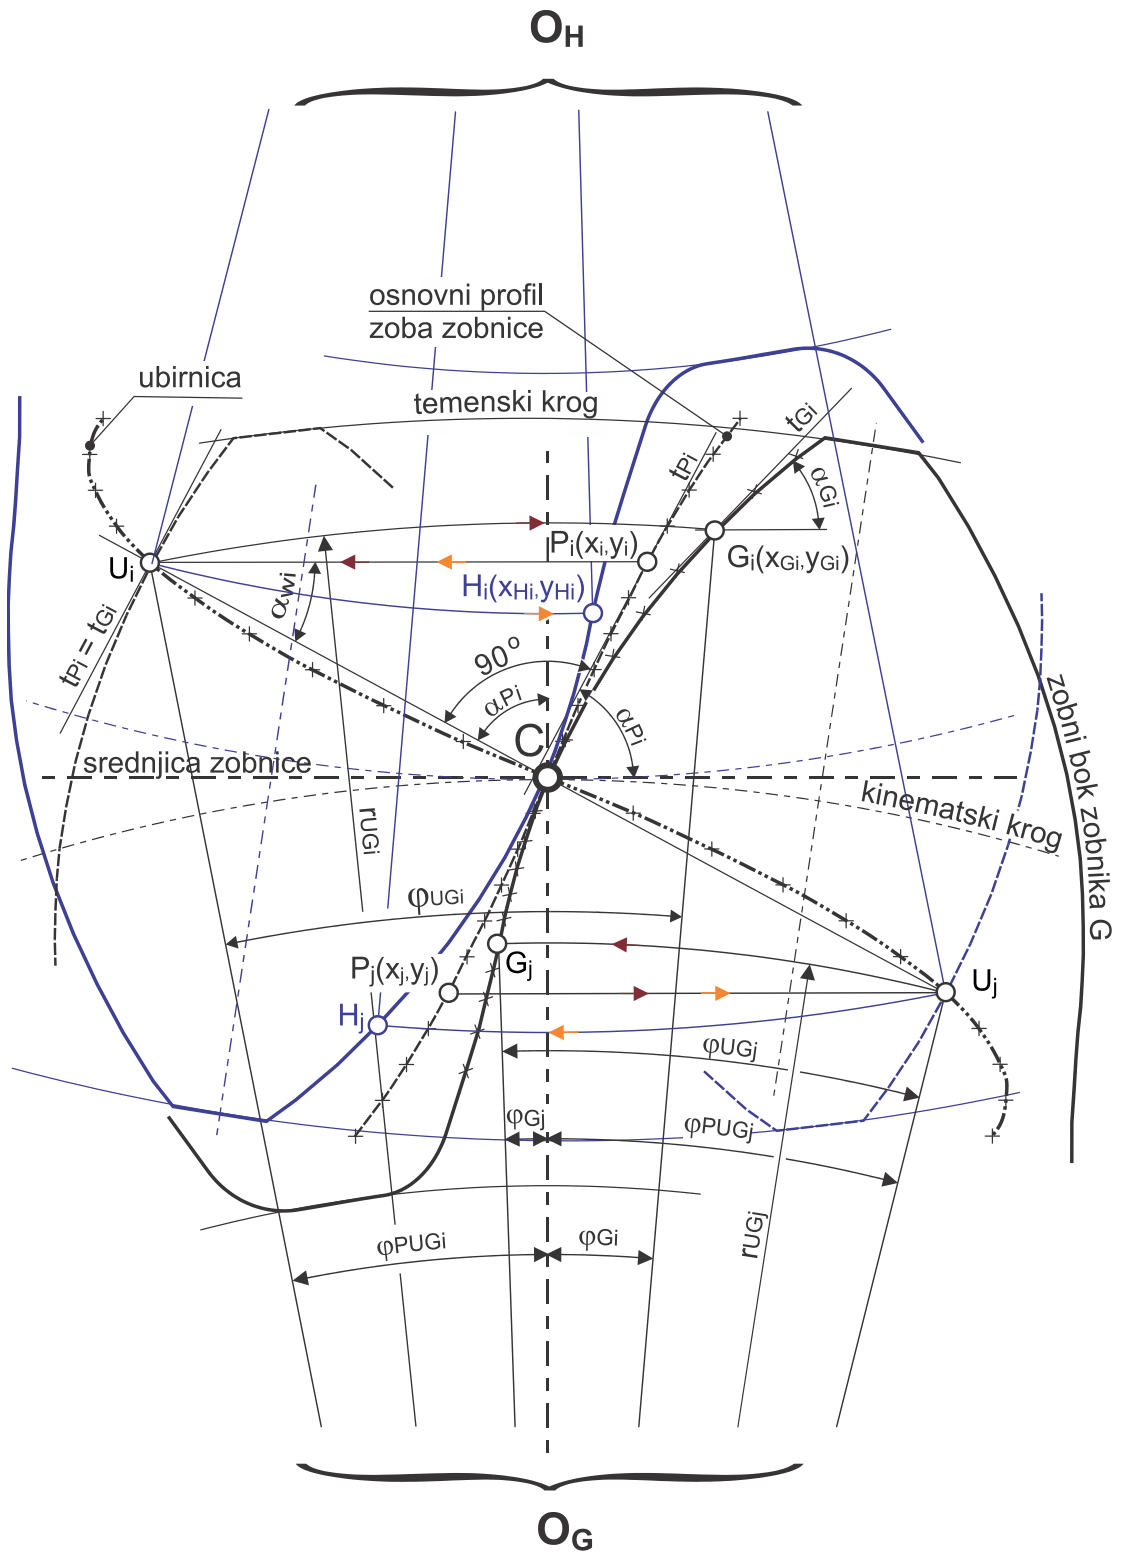 OH
osnovni profil
zoba zobnice
ubirnica
temenski krog
tGi
tPi
αGi
Pi(xi,yi)
Gi(xGi,yGi)
Ui
Hi(xHi,yHi)
αwi
tPi = tGi
90°
αPi
αPi
C
srednjica zobnice
kinematski krog
zobni bok zobnika G
rUGi
φUGi
Pj(xj,yj)
Gj
Uj
Hj
φUGj
φGj
φPUGj
rUGj
φPUGi
φGi
OG